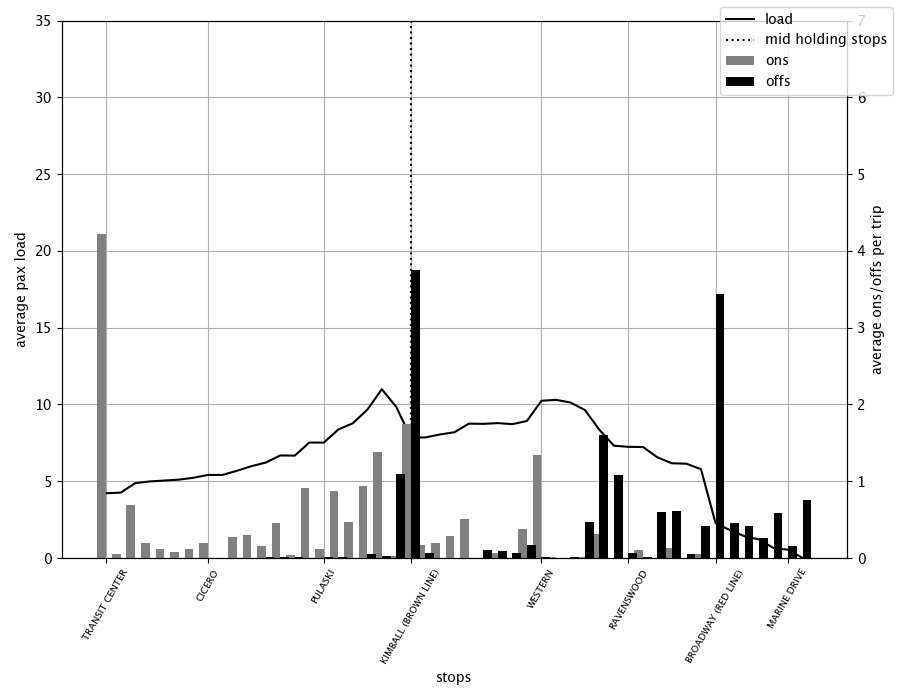 load
mid holding stops
ons
offs
35
30
25
20
15
10
5
0
7
6
5
4
3
2
1
0
average pax load
average ons/offs per trip
TRANSIT CENTER
CICERO
PULASKI
KIMBALL (BROWN LINE)
WESTERN
RAVENSWOOD
BROADWAY (RED LINE)
MARINE DRIVE
stops